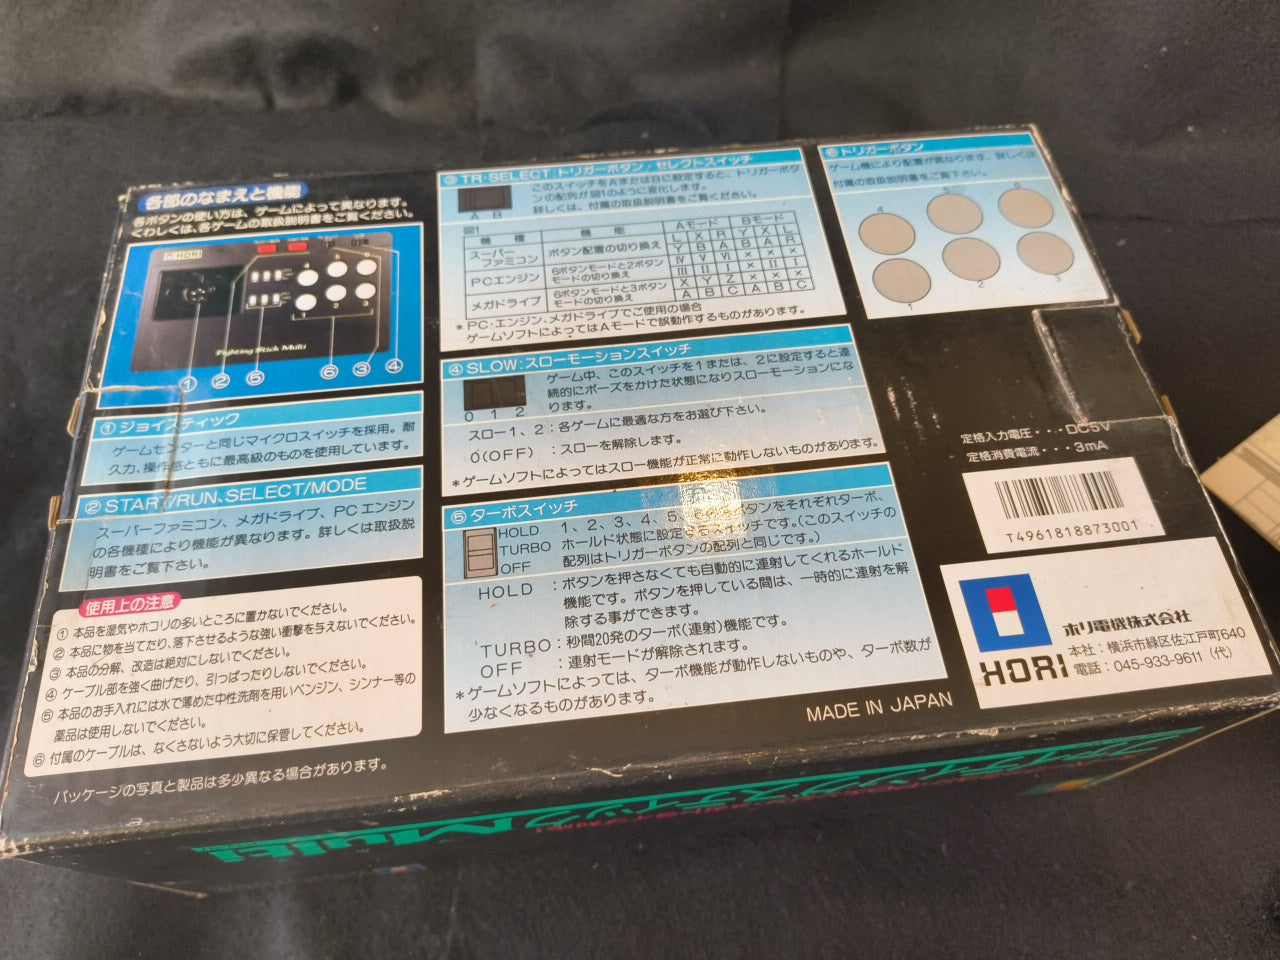 各部のなまえと機能
各ボタンの使い方は、ゲームによって異なります。
くわしくは、各ゲームの取扱説明書をご覧ください。
HORI
Fighting Stick Multi
① ② ⑤ ⑥ ③ ④
①ジョイスティック
ゲームセンターと同じマイクロスイッチを採用。耐
久力、操作感ともに最高級のものを使用しています。
②START/RUN、SELECT/MODE
スーパーファミコン、メガドライブ、PCエンジン
の各機種により機能が異なります。詳しくは取扱説
明書をご覧下さい。
使用上の注意
①本品を湿気やホコリの多いところに置かないでください。
②本品に物を当てたり、落下させるような強い衝撃を与えないでください。
③本品の分解、改造は絶対にしないでください。
④ケーブル部を強く曲げたり、引っぱったりしないでください。
⑤本品のお手入れには水で薄めた中性洗剤を用いベンジン、シンナー等の
薬品は使用しないでください。
⑥付属のケーブルは、なくさないよう大切に保管してください。
パッケージの写真と製品は多少異なる場合があります。
③TR・SELECT:トリガーボタン・セレクトスイッチ
このスイッチをAまたはBに設定すると、トリガーボタ
ンの配列が図1のように変化します。
詳しくは、付属の取扱説明書をご覧ください。
A B
図1
機種 機能 Aモード Bモード
スーパーファミコン ボタン配置の切り換え L X R Y X L
Y B A B A R
PCエンジン 6ボタンモードと2ボタンモードの切り換え Ⅳ Ⅴ Ⅵ × × ×
Ⅲ Ⅱ Ⅰ × Ⅱ Ⅰ
メガドライブ 6ボタンモードと3ボタンモードの切り換え X Y Z × × ×
A B C A B C
*PC・エンジン、メガドライブでご使用の場合
ゲームソフトによってはAモードで誤動作するものがあります。
④SLOW:スローモーションスイッチ
ゲーム中、このスイッチを1または、2に設定すると連
続的にポーズをかけた状態になりスローモーションにな
ります。
0 1 2
スロー1、2:各ゲームに最適な方をお選び下さい。
0(OFF) :スローを解除します。
*ゲームソフトによってはスロー機能が正常に動作しないものがあります。
⑤ターボスイッチ
HOLD
TURBO
OFF
1、2、3、4、5、ボタンをそれぞれターボ、
ホールド状態に設定するスイッチです。(このスイッチの
配列はトリガーボタンの配列と同じです。)
HOLD :ボタンを押さなくても自動的に連射してくれるホールド
機能です。ボタンを押している間は、一時的に連射を解
除する事ができます。
TURBO:秒間20発のターボ(連射)機能です。
OFF :連射モードが解除されます。
*ゲームソフトによっては、ターボ機能が動作しないものや、ターボ数が
少なくなるものがあります。
MADE IN JAPAN
⑥トリガーボタン
ゲーム機により配置が異なります。詳しくは
付属の取扱説明書をご覧下さい。
4 5 6
1 2 3
定格入力電圧・・・DC5V
定格消費電流・・・3mA
T4961818873001
HORI
ホリ電機株式会社
本社:横浜市緑区佐江戸町640
電話:045-933-9611(代)
ファイティングスティックMulti